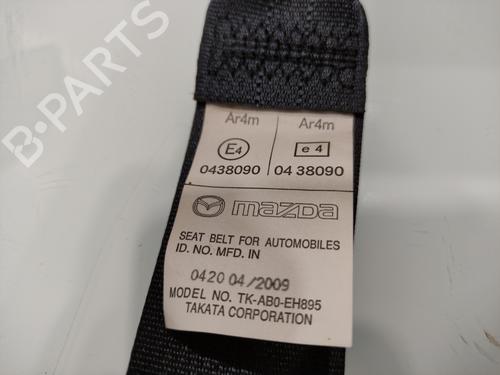 B-PARTS
Ar4m Ar4m
E4 e4
0438090 04 38090
mazda
SEAT BELT FOR AUTOMOBILES
ID. NO. MFD. IN
0420 04/2009
MODEL NO. TK-AB0-EH895
TAKATA CORPORATION